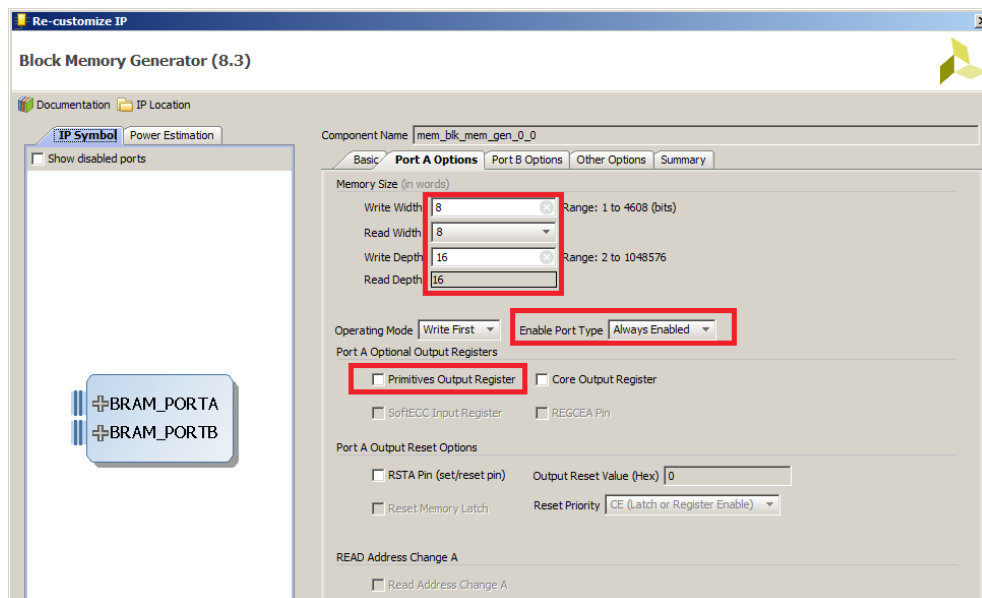 Re-customize IP
Block Memory Generator (8.3)
Documentation IP Location
IP Symbol Power Estimation
Show disabled ports
BRAM_PORTA
BRAM_PORTB
Component Name mem_blk_mem_gen_0_0
Basic Port A Options Port B Options Other Options Summary
Memory Size (in words)
Write Width 8 Range: 1 to 4608 (bits)
Read Width 8
Write Depth 16 Range: 2 to 1048576
Read Depth 16
Operating Mode Write First Enable Port Type Always Enabled
Port A Optional Output Registers
Primitives Output Register Core Output Register
SoftECC Input Register REGCEA Pin
Port A Output Reset Options
RSTA Pin (set/reset pin) Output Reset Value (Hex) 0
Reset Memory Latch Reset Priority CE (Latch or Register Enable)
READ Address Change A
Read Address Change A